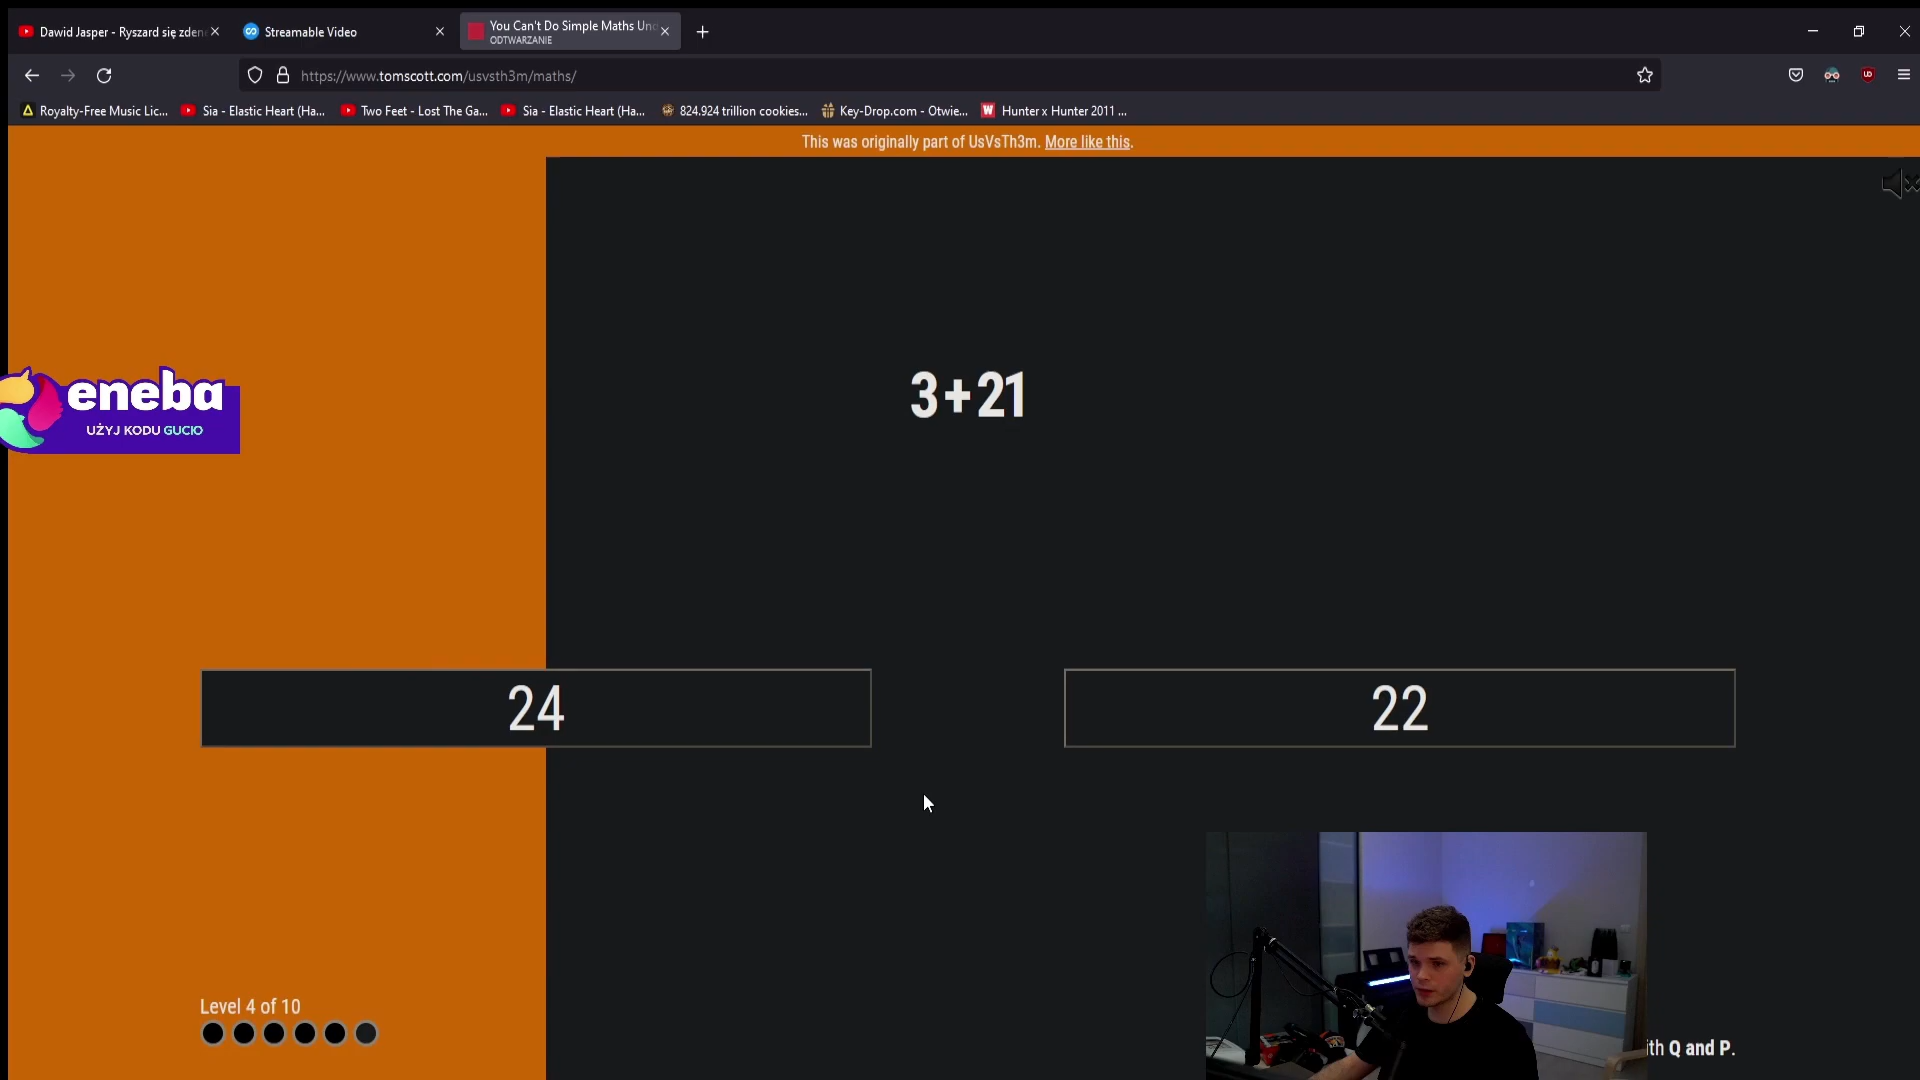 Dawid Jasper - Ryszard się zdene
Streamable Video
You Can't Do Simple Maths Und
ODTWARZANIE
https://www.tomscott.com/usvsth3m/maths/
Royalty-Free Music Lic...
Sia - Elastic Heart (Ha...
Two Feet - Lost The Ga...
Sia - Elastic Heart (Ha...
824,924 trillion cookies...
Key-Drop.com - Otwie...
Hunter x Hunter 2011 ...
This was originally part of UsVsTh3m. More like this.
3+21
eneba
UŻYJ KODU GUCIO
24
22
Level 4 of 10
ith Q and P.